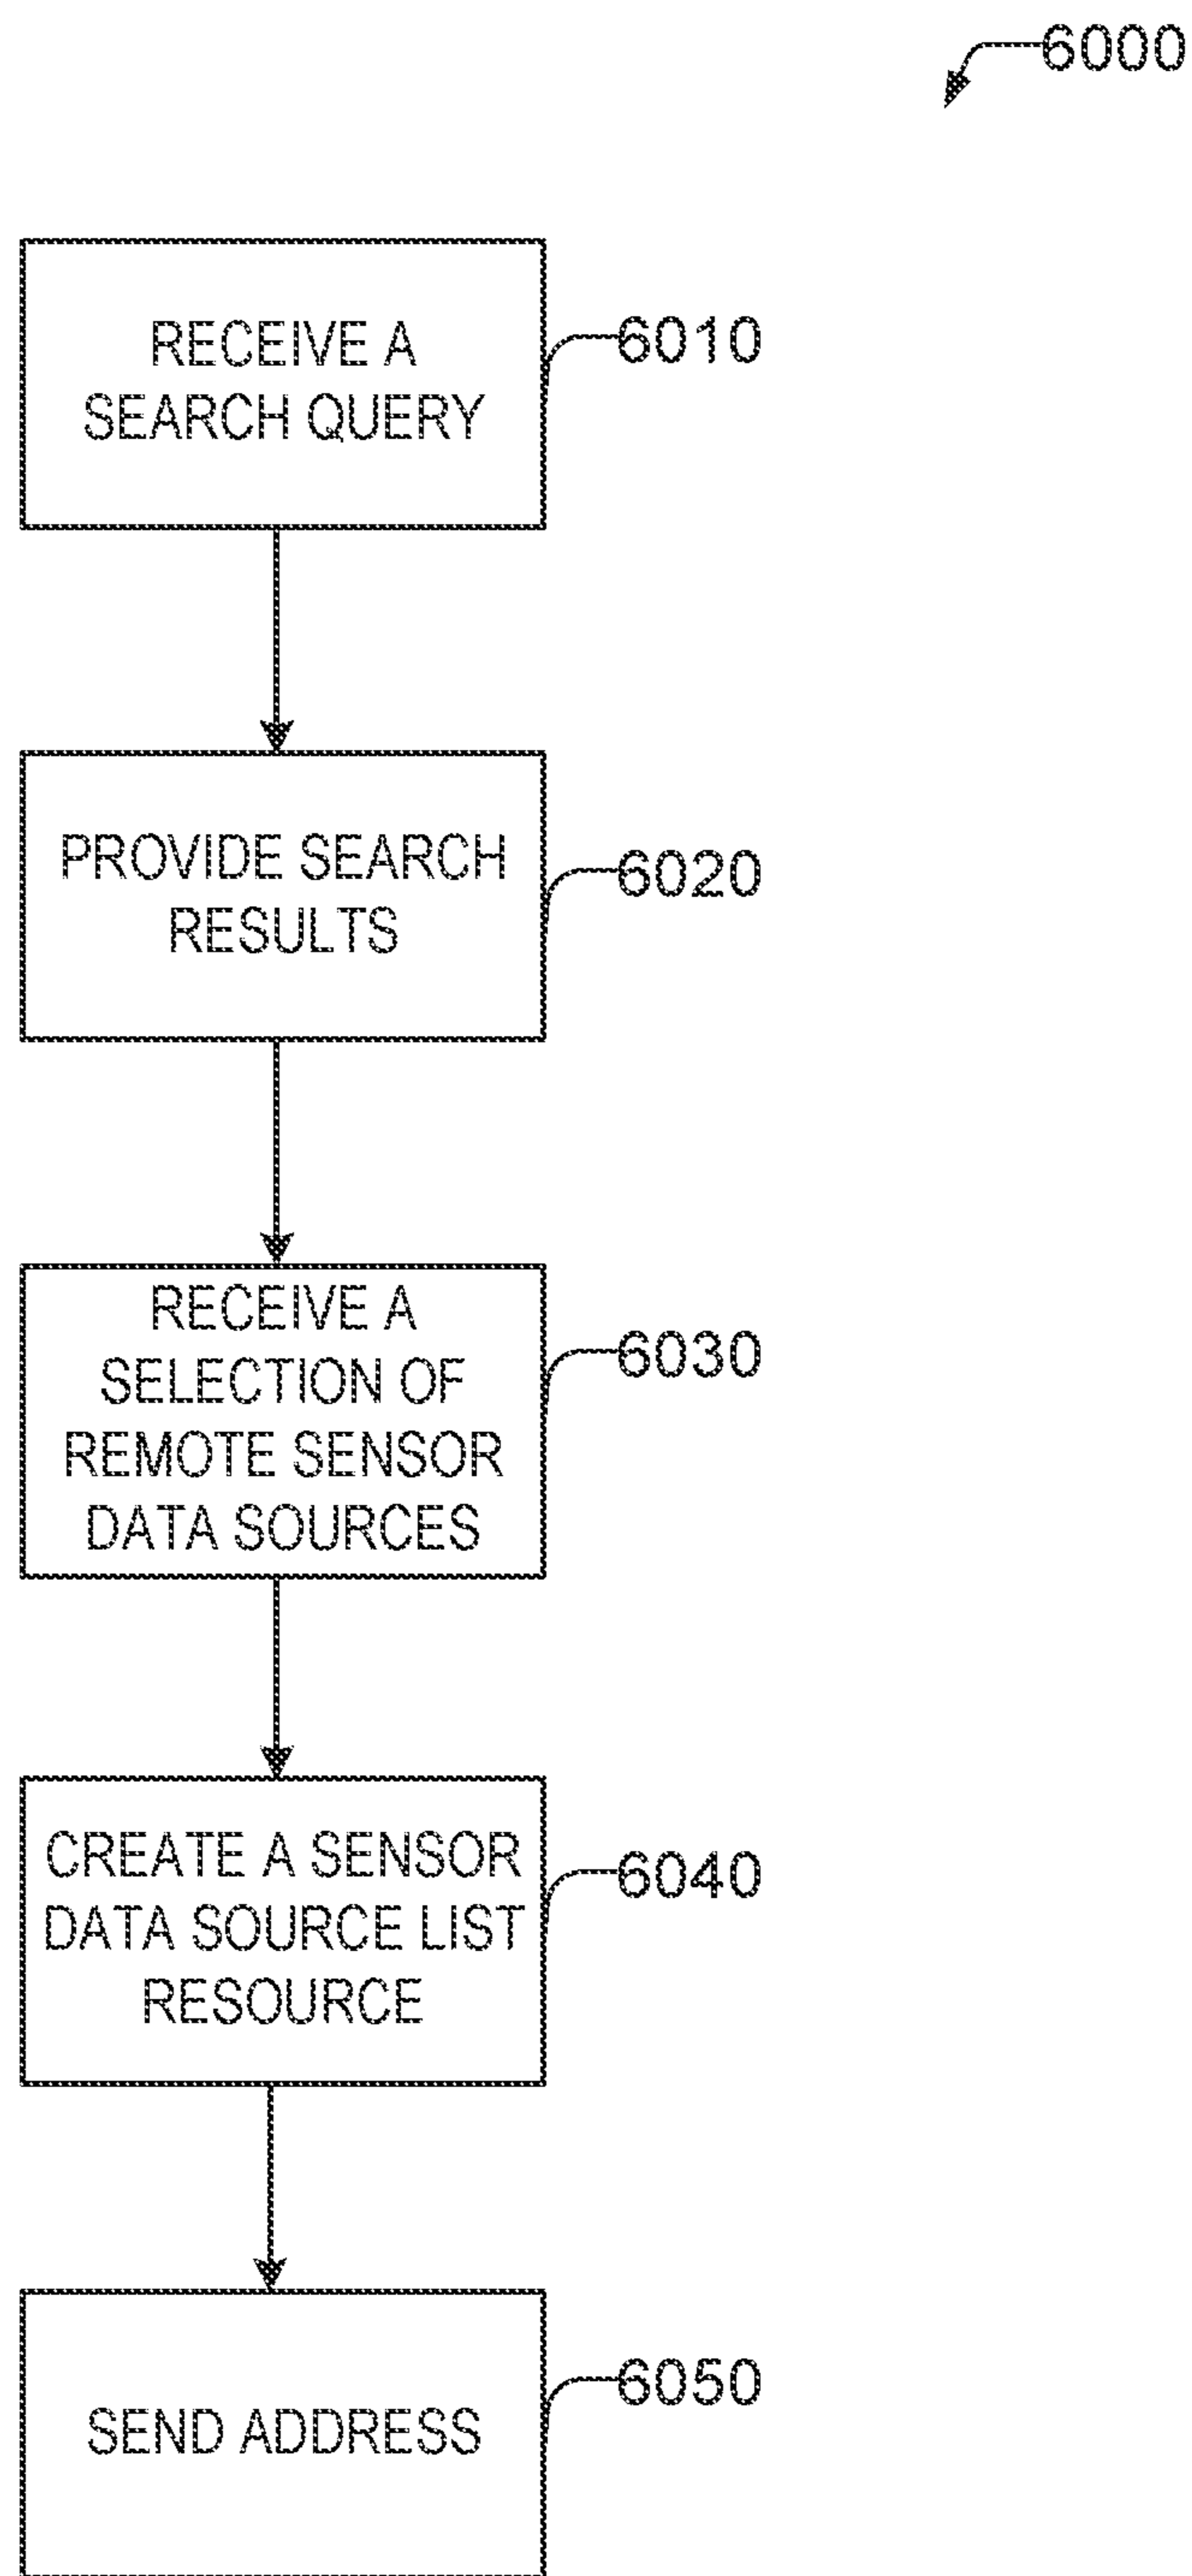 6000
RECEIVE A
SEARCH QUERY
6010
PROVIDE SEARCH
RESULTS
6020
RECEIVE A
SELECTION OF
REMOTE SENSOR
DATA SOURCES
6030
CREATE A SENSOR
DATA SOURCE LIST
RESOURCE
6040
SEND ADDRESS
6050